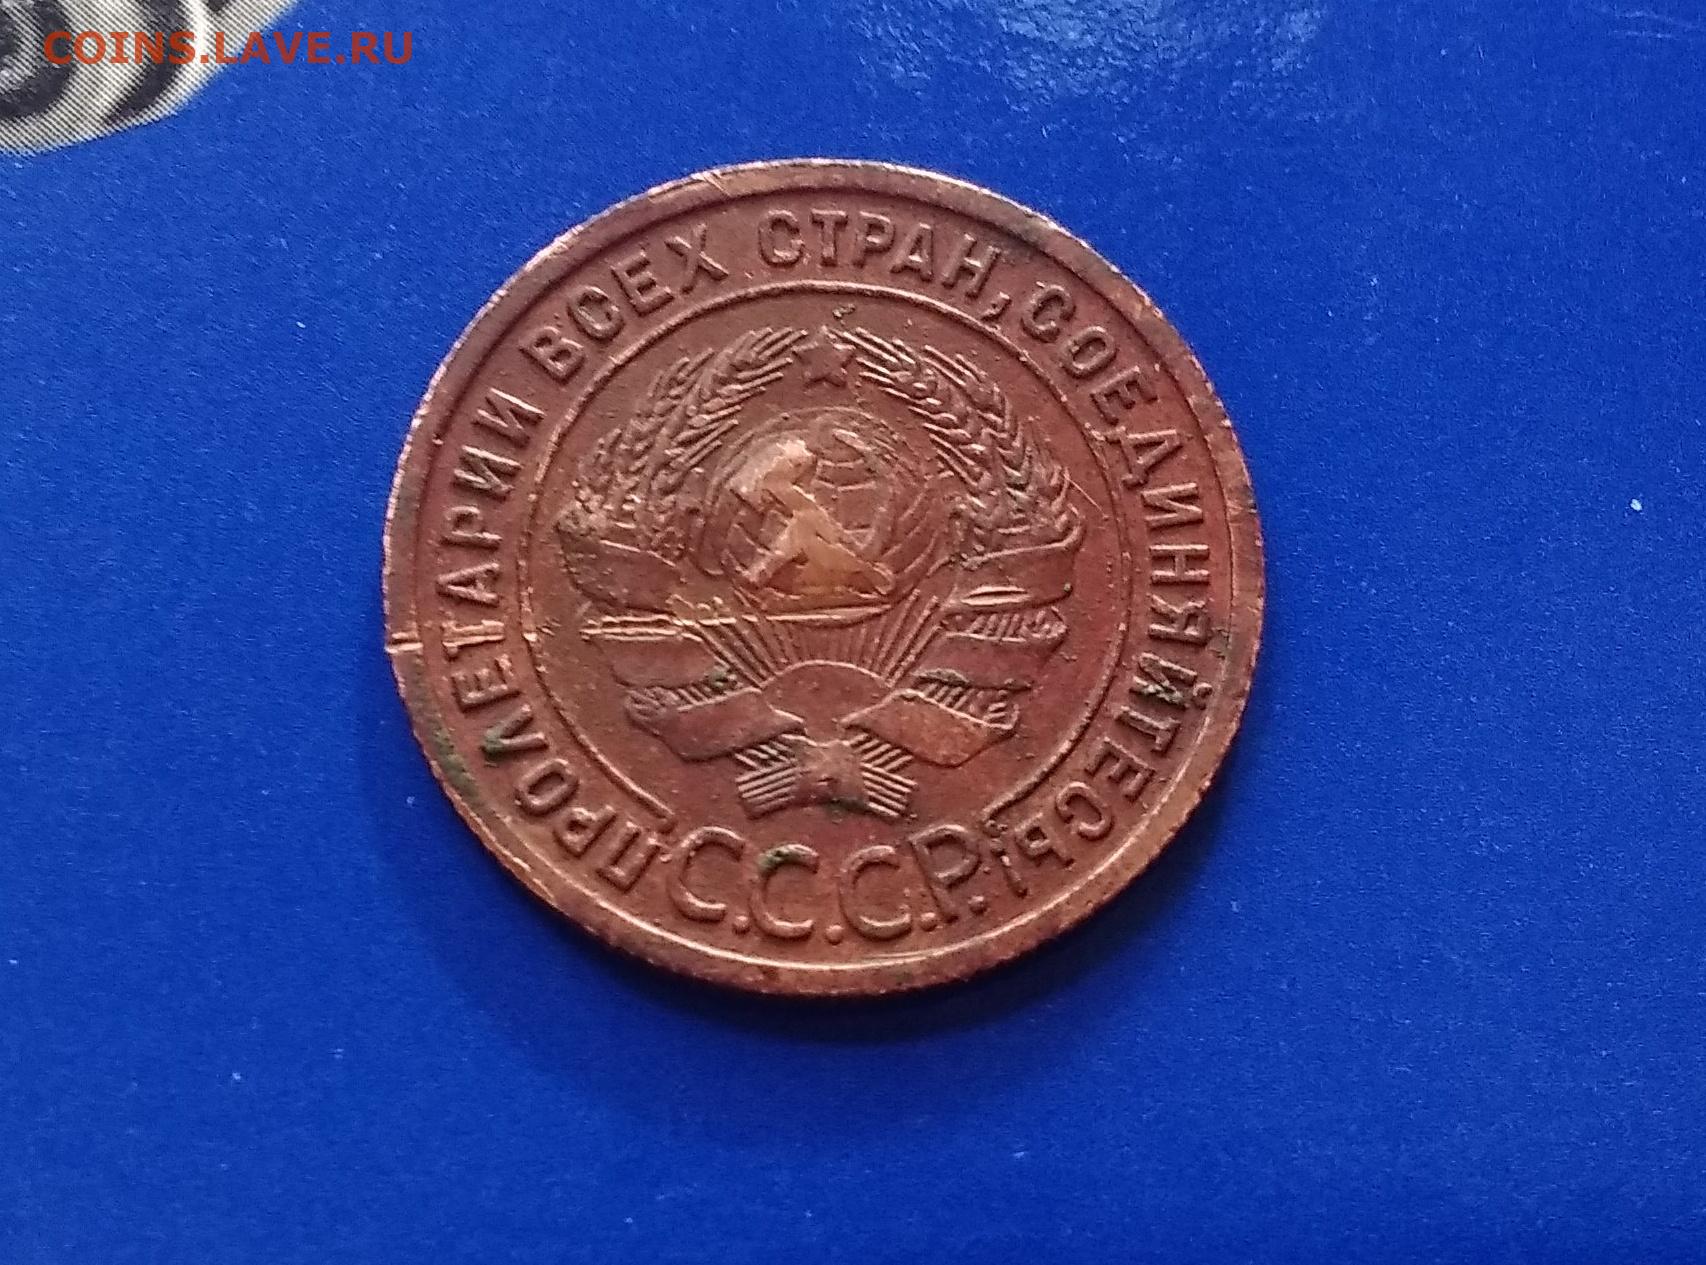 COINS.LAVE.RU
ПРОЛЕТАРИИ ВСЕХ СТРАН, СОЕДИНЯЙТЕСЬ!
С.С.С.Р.